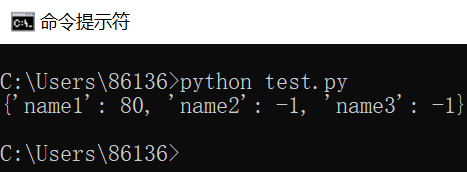 命令提示符
C:\Users\86136>python test.py
{'name1': 80, 'name2': -1, 'name3': -1}
C:\Users\86136>